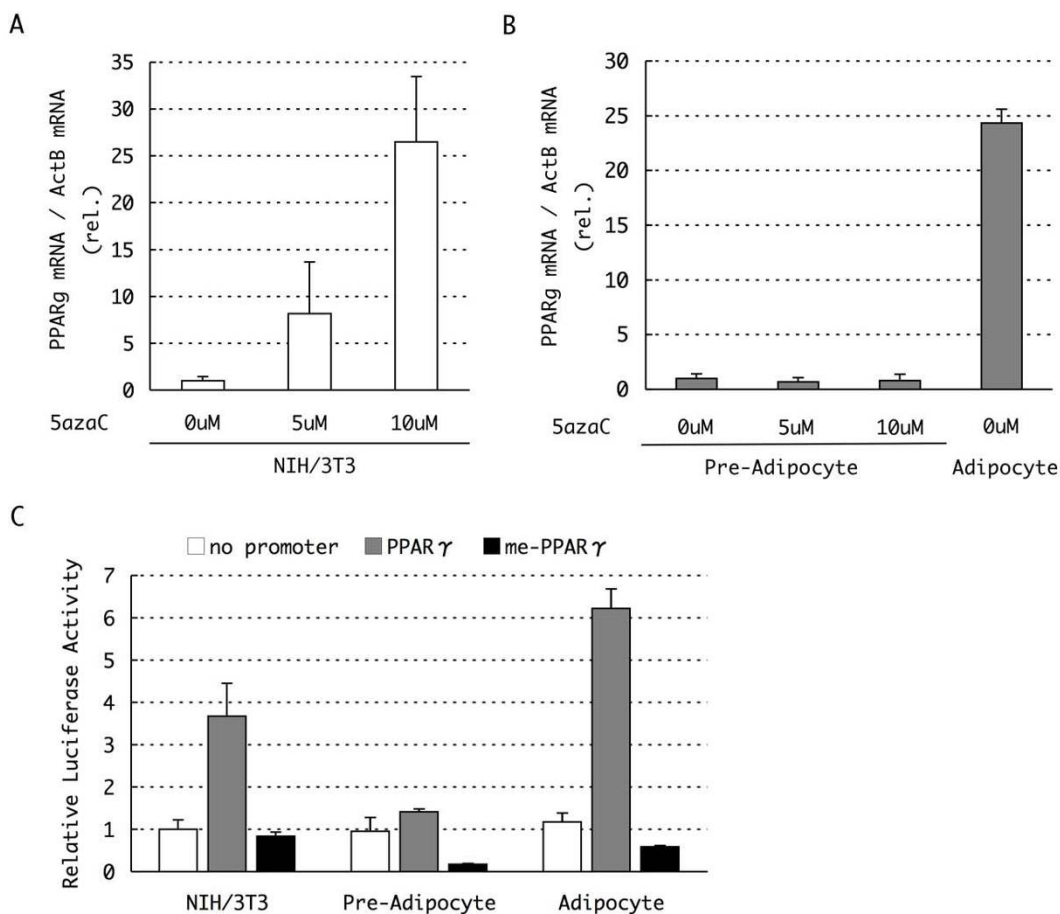 A
PPARg mRNA / ActB mRNA
(rel.)
35
30
25
20
15
10
5
0
5azaC 0uM 5uM 10uM
NIH/3T3
B
PPARg mRNA / ActB mRNA
(rel.)
30
25
20
15
10
5
0
5azaC 0uM 5uM 10uM 0uM
Pre-Adipocyte Adipocyte
C
no promoter PPARγ me-PPARγ
Relative Luciferase Activity
7
6
5
4
3
2
1
0
NIH/3T3 Pre-Adipocyte Adipocyte